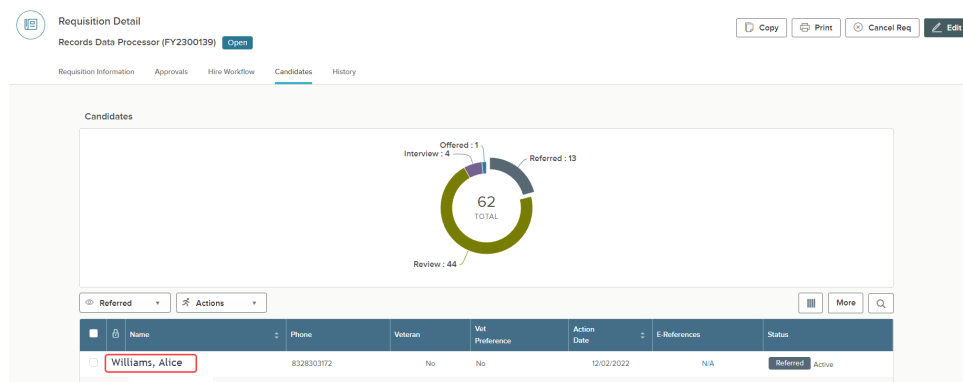 Requisition Detail
Records Data Processor (FY2300139) Open
Copy Print Cancel Req Edit
Requisition Information Approvals Hire Workflow Candidates History
Candidates
Offered : 1
Interview : 4
Referred : 13
62
TOTAL
Review : 44
Referred Actions More
Name Phone Veteran Vet Preference Action Date E-References Status
Williams, Alice 8328303172 No No 12/02/2022 N/A Referred Active